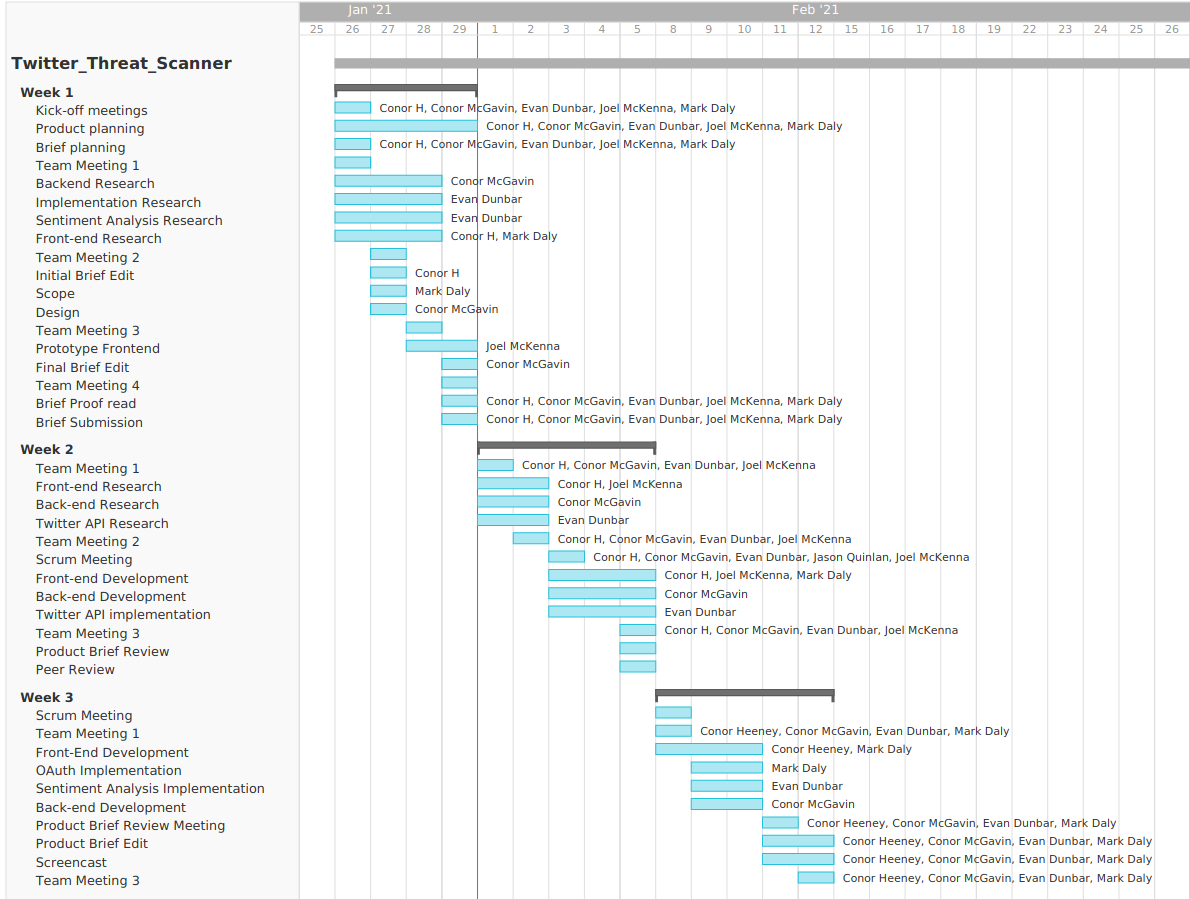 Jan '21 Feb '21
25 26 27 28 29 1 2 3 4 5 8 9 10 11 12 15 16 17 18 19 22 23 24 25 26
Twitter_Threat_Scanner
Week 1
Kick-off meetings Conor H, Conor McGavin, Evan Dunbar, Joel McKenna, Mark Daly
Product planning Conor H, Conor McGavin, Evan Dunbar, Joel McKenna, Mark Daly
Brief planning Conor H, Conor McGavin, Evan Dunbar, Joel McKenna, Mark Daly
Team Meeting 1
Backend Research Conor McGavin
Implementation Research Evan Dunbar
Sentiment Analysis Research Evan Dunbar
Front-end Research Conor H, Mark Daly
Team Meeting 2
Initial Brief Edit Conor H
Scope Mark Daly
Design Conor McGavin
Team Meeting 3
Prototype Frontend Joel McKenna
Final Brief Edit Conor McGavin
Team Meeting 4
Brief Proof read Conor H, Conor McGavin, Evan Dunbar, Joel McKenna, Mark Daly
Brief Submission Conor H, Conor McGavin, Evan Dunbar, Joel McKenna, Mark Daly
Week 2
Team Meeting 1 Conor H, Conor McGavin, Evan Dunbar, Joel McKenna
Front-end Research Conor H, Joel McKenna
Back-end Research Conor McGavin
Twitter API Research Evan Dunbar
Team Meeting 2 Conor H, Conor McGavin, Evan Dunbar, Joel McKenna
Scrum Meeting Conor H, Conor McGavin, Evan Dunbar, Jason Quinlan, Joel McKenna
Front-end Development Conor H, Joel McKenna, Mark Daly
Back-end Development Conor McGavin
Twitter API implementation Evan Dunbar
Team Meeting 3 Conor H, Conor McGavin, Evan Dunbar, Joel McKenna
Product Brief Review
Peer Review
Week 3
Scrum Meeting
Team Meeting 1 Conor Heeney, Conor McGavin, Evan Dunbar, Mark Daly
Front-End Development Conor Heeney, Mark Daly
OAuth Implementation Mark Daly
Sentiment Analysis Implementation Evan Dunbar
Back-end Development Conor McGavin
Product Brief Review Meeting Conor Heeney, Conor McGavin, Evan Dunbar, Mark Daly
Product Brief Edit Conor Heeney, Conor McGavin, Evan Dunbar, Mark Daly
Screencast Conor Heeney, Conor McGavin, Evan Dunbar, Mark Daly
Team Meeting 3 Conor Heeney, Conor McGavin, Evan Dunbar, Mark Daly